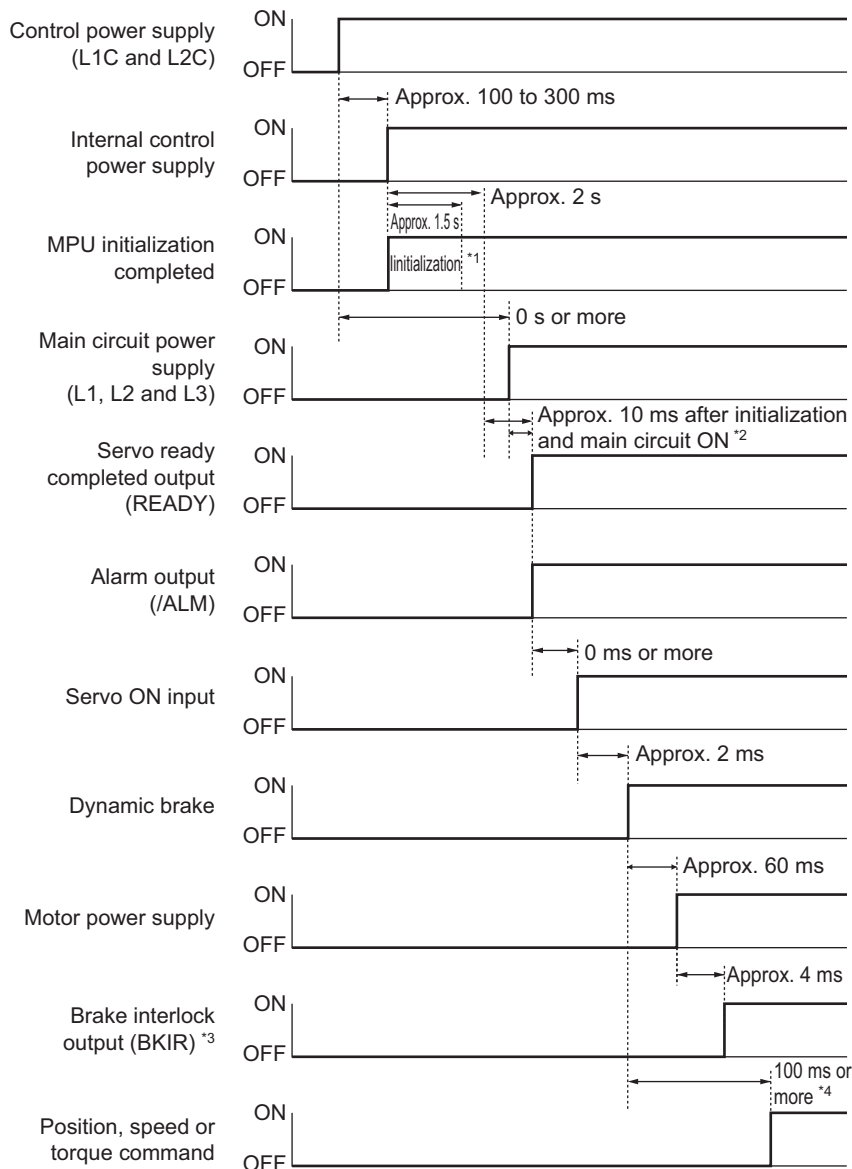 Control power supply
(L1C and L2C)
ON
OFF
Approx. 100 to 300 ms
Internal control
power supply
ON
OFF
Approx. 2 s
Approx. 1.5 s
MPU initialization
completed
ON
OFF
Iinitialization *1
0 s or more
Main circuit power
supply
(L1, L2 and L3)
ON
OFF
Approx. 10 ms after initialization
and main circuit ON *2
Servo ready
completed output
(READY)
ON
OFF
Alarm output
(/ALM)
ON
OFF
0 ms or more
Servo ON input
ON
OFF
Approx. 2 ms
Dynamic brake
ON
OFF
Approx. 60 ms
Motor power supply
ON
OFF
Approx. 4 ms
Brake interlock
output (BKIR) *3
ON
OFF
100 ms or
more *4
Position, speed or
torque command
ON
OFF